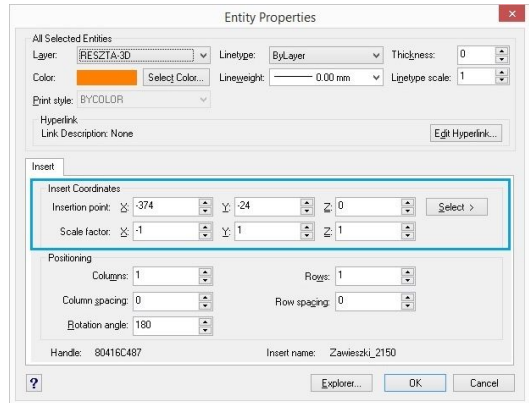 Entity Properties
All Selected Entities
Layer: RESZTA-3D Linetype: ByLayer Thickness: 0
Color: Select Color... Lineweight: 0.00 mm Linetype scale: 1
Print style: BYCOLOR
Hyperlink
Link Description: None Edit Hyperlink...
Insert
Insert Coordinates
Insertion point: X: -374 Y: -24 Z: 0 Select >
Scale factor: X: -1 Y: 1 Z: 1
Positioning
Columns: 1 Rows: 1
Column spacing: 0 Row spacing: 0
Rotation angle: 180
Handle: 80416C487 Insert name: Zawieszki_2150
? Explorer... OK Cancel